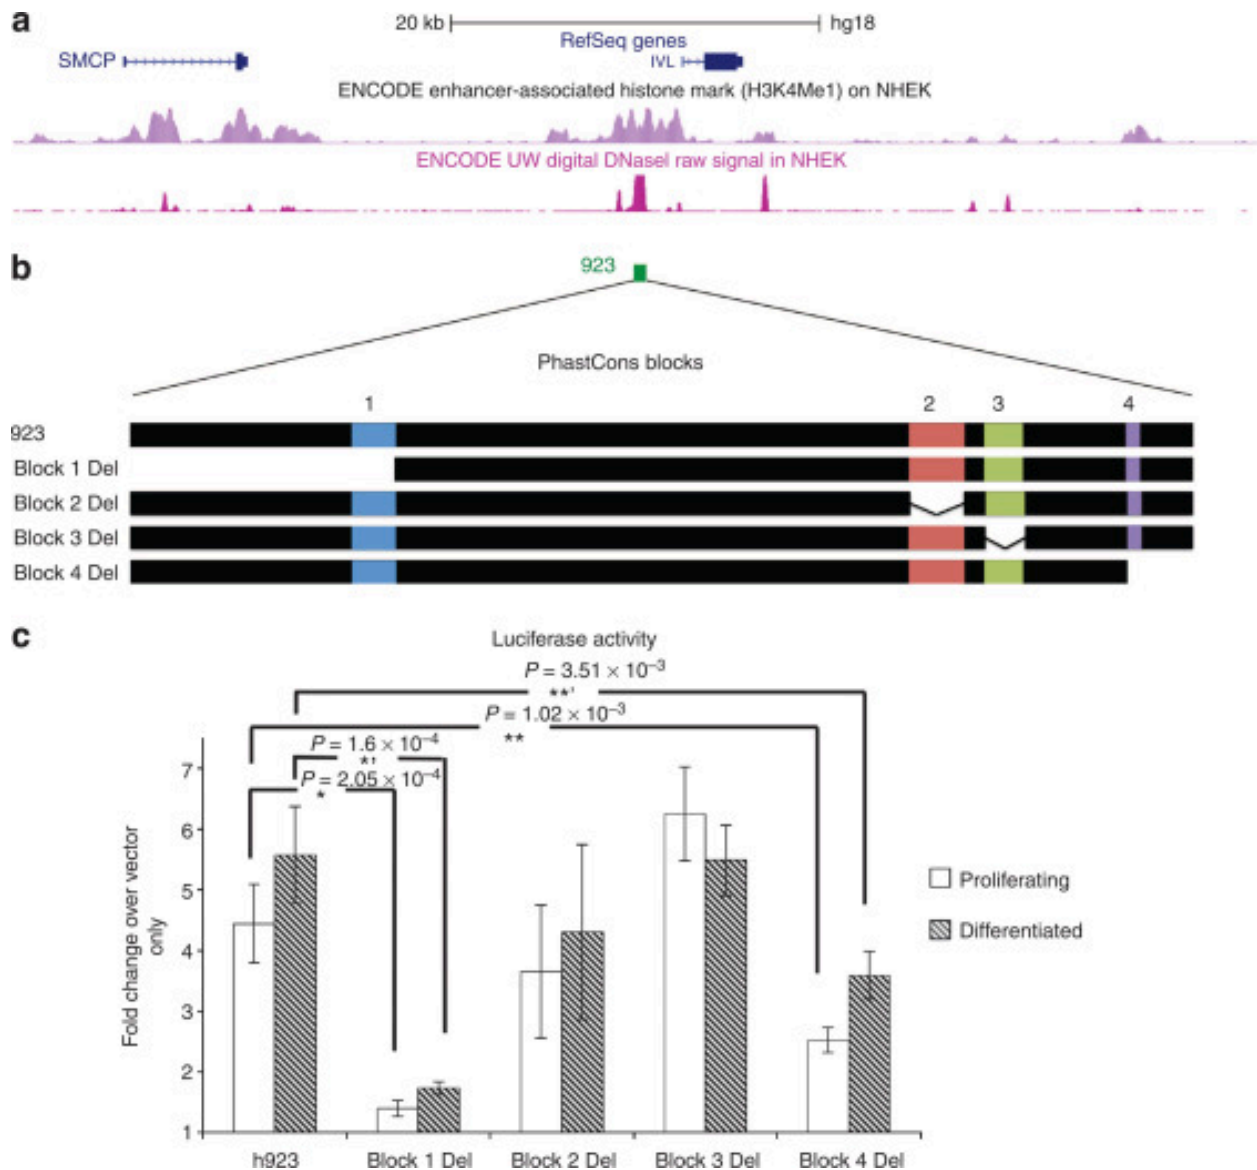 a
20 kb hg18
RefSeq genes
SMCP IVL
ENCODE enhancer-associated histone mark (H3K4Me1) on NHEK
ENCODE UW digital DNaseI raw signal in NHEK
b
923
PhastCons blocks
1 2 3 4
923
Block 1 Del
Block 2 Del
Block 3 Del
Block 4 Del
c
Luciferase activity
P = 3.51 × 10⁻³
**'
P = 1.02 × 10⁻³
**
P = 1.6 × 10⁻⁴
*'
P = 2.05 × 10⁻⁴
*
7
6
5
4
3
2
1
Fold change over vector
only
Proliferating
Differentiated
h923 Block 1 Del Block 2 Del Block 3 Del Block 4 Del